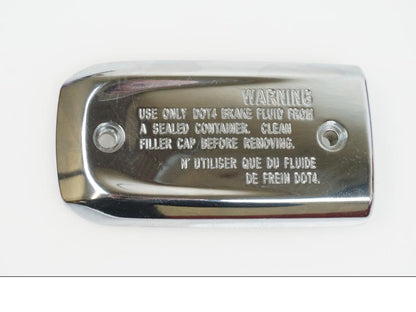 WARNING
USE ONLY DOT4 BRAKE FLUID FROM
A SEALED CONTAINER. CLEAN
FILLER CAP BEFORE REMOVING.
N'UTILISER QUE DU FLUIDE
DE FREIN DOT4.